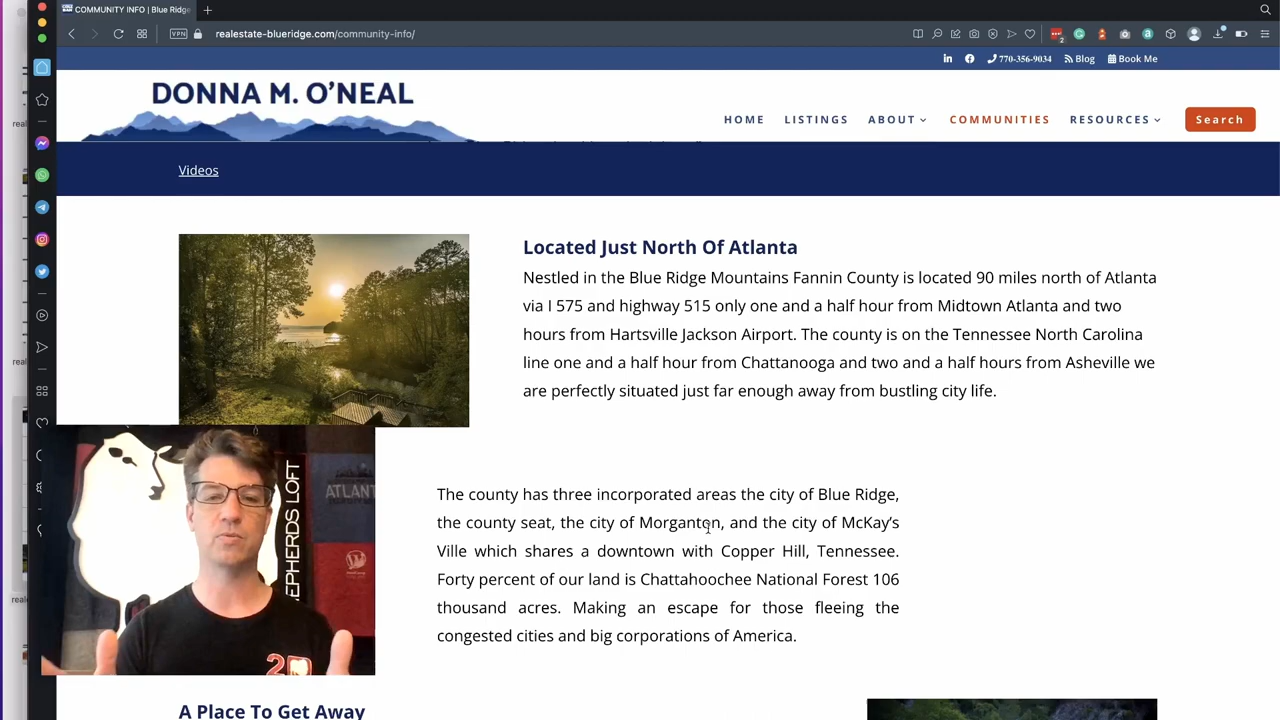 COMMUNITY INFO | Blue Ridge
VPN
realestate-blueridge.com/community-info/
2
770-356-9034
Blog
Book Me
DONNA M. O'NEAL
HOME
LISTINGS
ABOUT
COMMUNITIES
RESOURCES
Search
Videos
Located Just North Of Atlanta
Nestled in the Blue Ridge Mountains Fannin County is located 90 miles north of Atlanta
via I 575 and highway 515 only one and a half hour from Midtown Atlanta and two
hours from Hartsville Jackson Airport. The county is on the Tennessee North Carolina
line one and a half hour from Chattanooga and two and a half hours from Asheville we
are perfectly situated just far enough away from bustling city life.
The county has three incorporated areas the city of Blue Ridge,
the county seat, the city of Morganton, and the city of McKay's
Ville which shares a downtown with Copper Hill, Tennessee.
Forty percent of our land is Chattahoochee National Forest 106
thousand acres. Making an escape for those fleeing the
congested cities and big corporations of America.
EPHERDS LOFT
ATLANT
A Place To Get Away